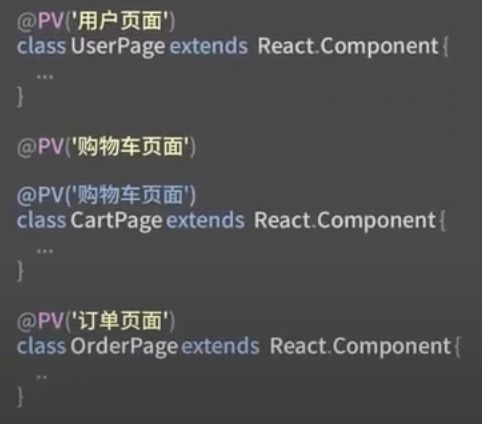 @PV('用户页面')
class UserPage extends React.Component{
...
}
@PV('购物车页面')
@PV('购物车页面')
class CartPage extends React.Component{
...
}
@PV('订单页面')
class OrderPage extends React.Component{
..
}